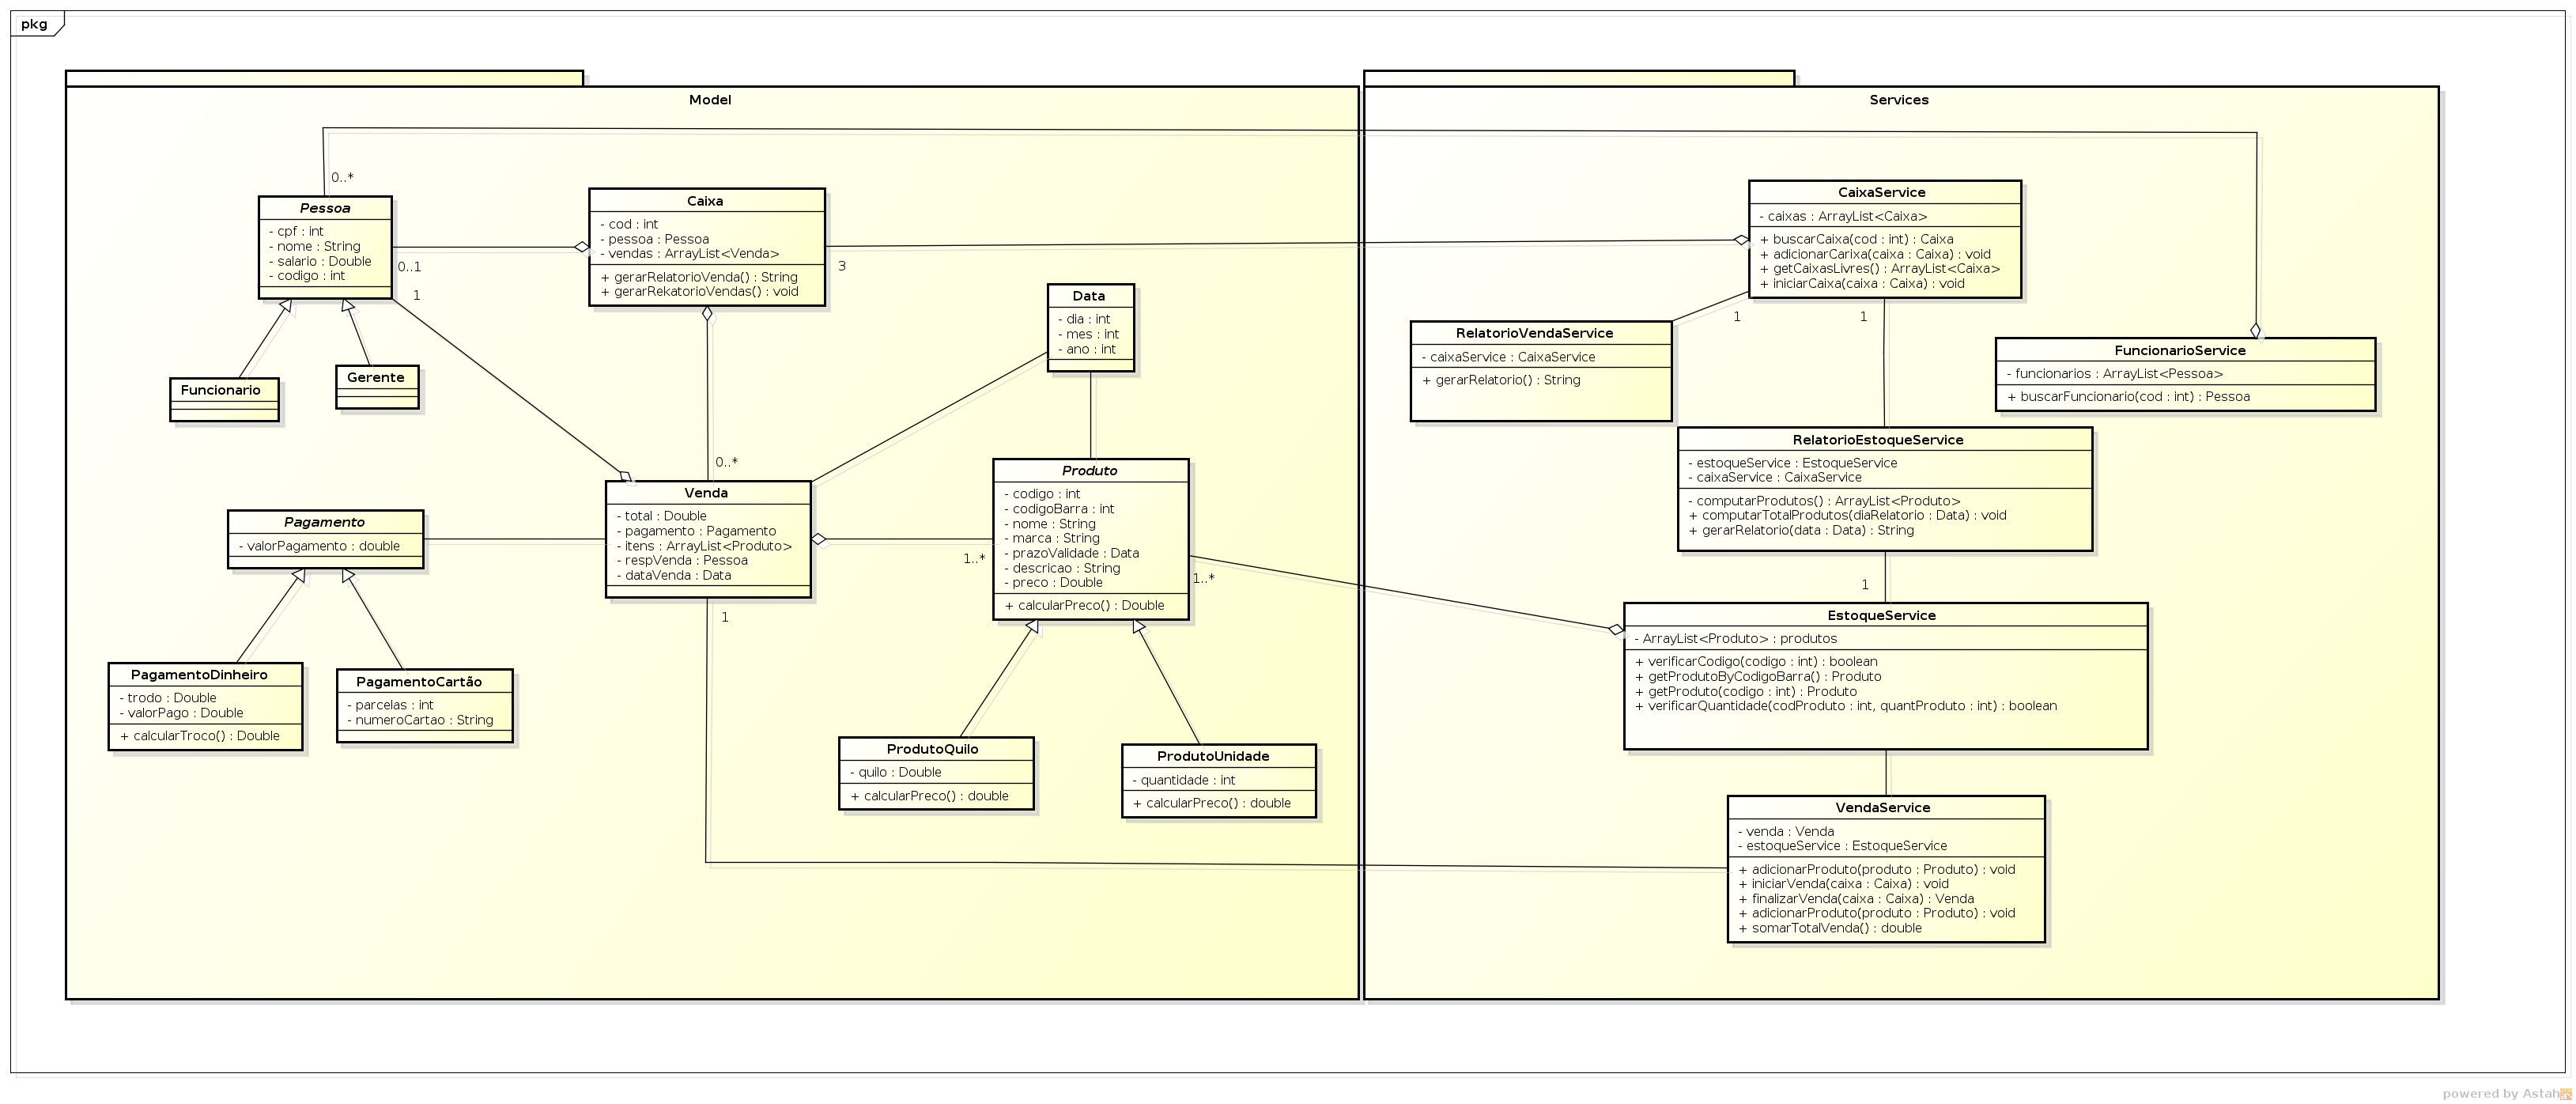 pkg
Model
Pessoa
- cpf : int
- nome : String
- salario : Double
- codigo : int
0..*
0..1
1
Caixa
- cod : int
- pessoa : Pessoa
- vendas : ArrayList<Venda>
+ gerarRelatorioVenda() : String
+ gerarRekatorioVendas() : void
3
Data
- dia : int
- mes : int
- ano : int
Funcionario
Gerente
0..*
Venda
- total : Double
- pagamento : Pagamento
- itens : ArrayList<Produto>
- respVenda : Pessoa
- dataVenda : Data
1
Pagamento
- valorPagamento : double
Produto
- codigo : int
- codigoBarra : int
- nome : String
- marca : String
- prazoValidade : Data
- descricao : String
- preco : Double
+ calcularPreco() : Double
1..*
1..*
PagamentoDinheiro
- trodo : Double
- valorPago : Double
+ calcularTroco() : Double
PagamentoCartão
- parcelas : int
- numeroCartao : String
ProdutoQuilo
- quilo : Double
+ calcularPreco() : double
ProdutoUnidade
- quantidade : int
+ calcularPreco() : double
Services
CaixaService
- caixas : ArrayList<Caixa>
+ buscarCaixa(cod : int) : Caixa
+ adicionarCarixa(caixa : Caixa) : void
+ getCaixasLivres() : ArrayList<Caixa>
+ iniciarCaixa(caixa : Caixa) : void
1
1
RelatorioVendaService
- caixaService : CaixaService
+ gerarRelatorio() : String
FuncionarioService
- funcionarios : ArrayList<Pessoa>
+ buscarFuncionario(cod : int) : Pessoa
RelatorioEstoqueService
- estoqueService : EstoqueService
- caixaService : CaixaService
- computarProdutos() : ArrayList<Produto>
+ computarTotalProdutos(diaRelatorio : Data) : void
+ gerarRelatorio(data : Data) : String
1
EstoqueService
- ArrayList<Produto> : produtos
+ verificarCodigo(codigo : int) : boolean
+ getProdutoByCodigoBarra() : Produto
+ getProduto(codigo : int) : Produto
+ verificarQuantidade(codProduto : int, quantProduto : int) : boolean
VendaService
- venda : Venda
- estoqueService : EstoqueService
+ adicionarProduto(produto : Produto) : void
+ iniciarVenda(caixa : Caixa) : void
+ finalizarVenda(caixa : Caixa) : Venda
+ adicionarProduto(produto : Produto) : void
+ somarTotalVenda() : double
powered by Astah